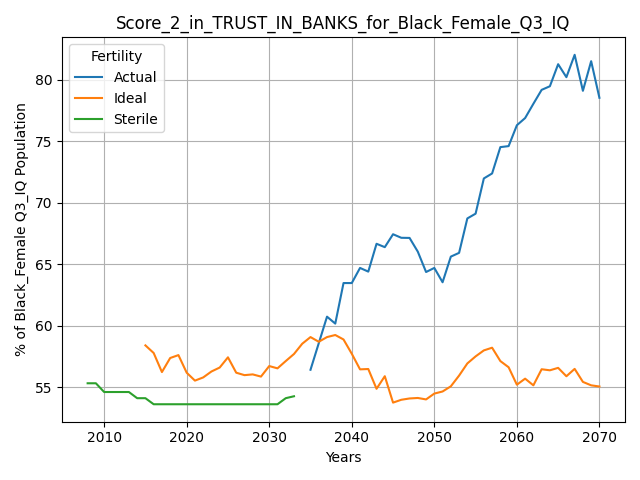 Score_2_in_TRUST_IN_BANKS_for_Black_Female_Q3_IQ
Fertility
Actual
Ideal
Sterile
% of Black_Female Q3_IQ Population
80
75
70
65
60
55
2010 2020 2030 2040 2050 2060 2070
Years